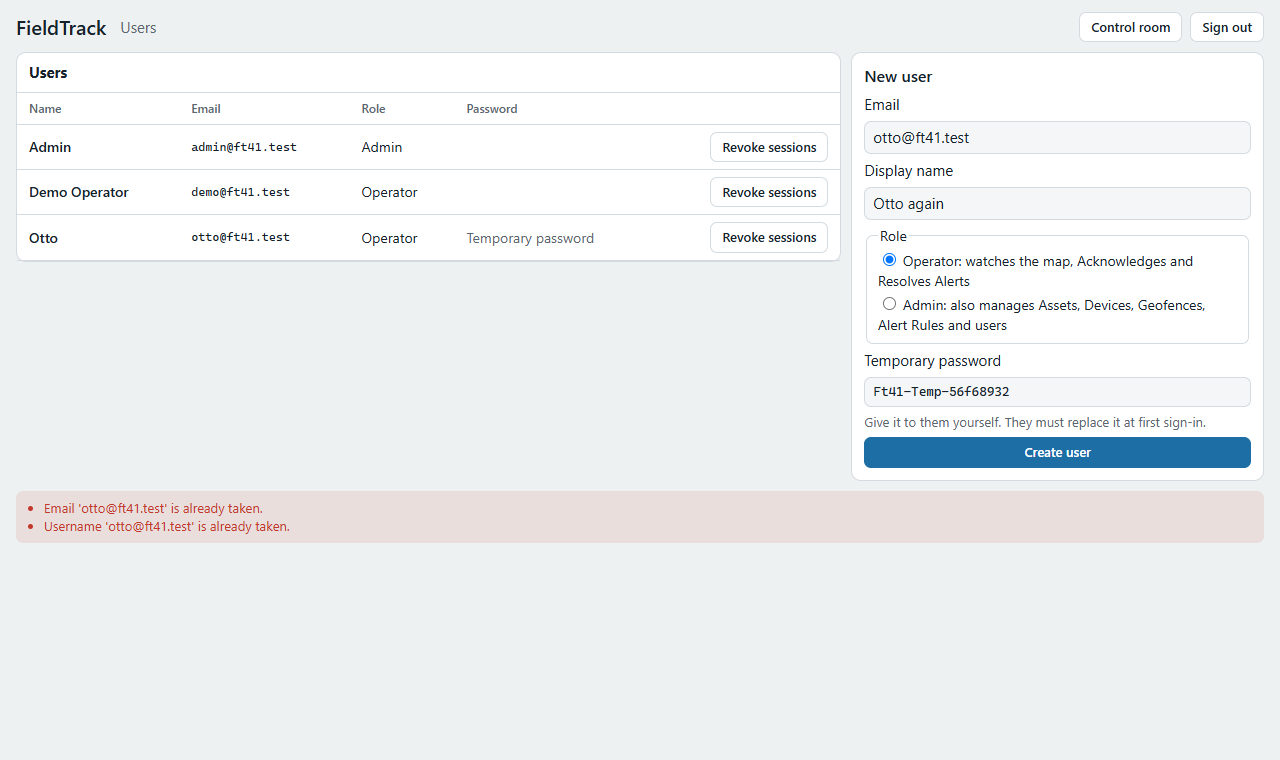 FieldTrack Users
Control room
Sign out
Users
Name Email Role Password
Admin admin@ft41.test Admin Revoke sessions
Demo Operator demo@ft41.test Operator Revoke sessions
Otto otto@ft41.test Operator Temporary password Revoke sessions
New user
Email
otto@ft41.test
Display name
Otto again
Role
Operator: watches the map, Acknowledges and
Resolves Alerts
Admin: also manages Assets, Devices, Geofences,
Alert Rules and users
Temporary password
Ft41-Temp-56f68932
Give it to them yourself. They must replace it at first sign-in.
Create user
Email 'otto@ft41.test' is already taken.
Username 'otto@ft41.test' is already taken.